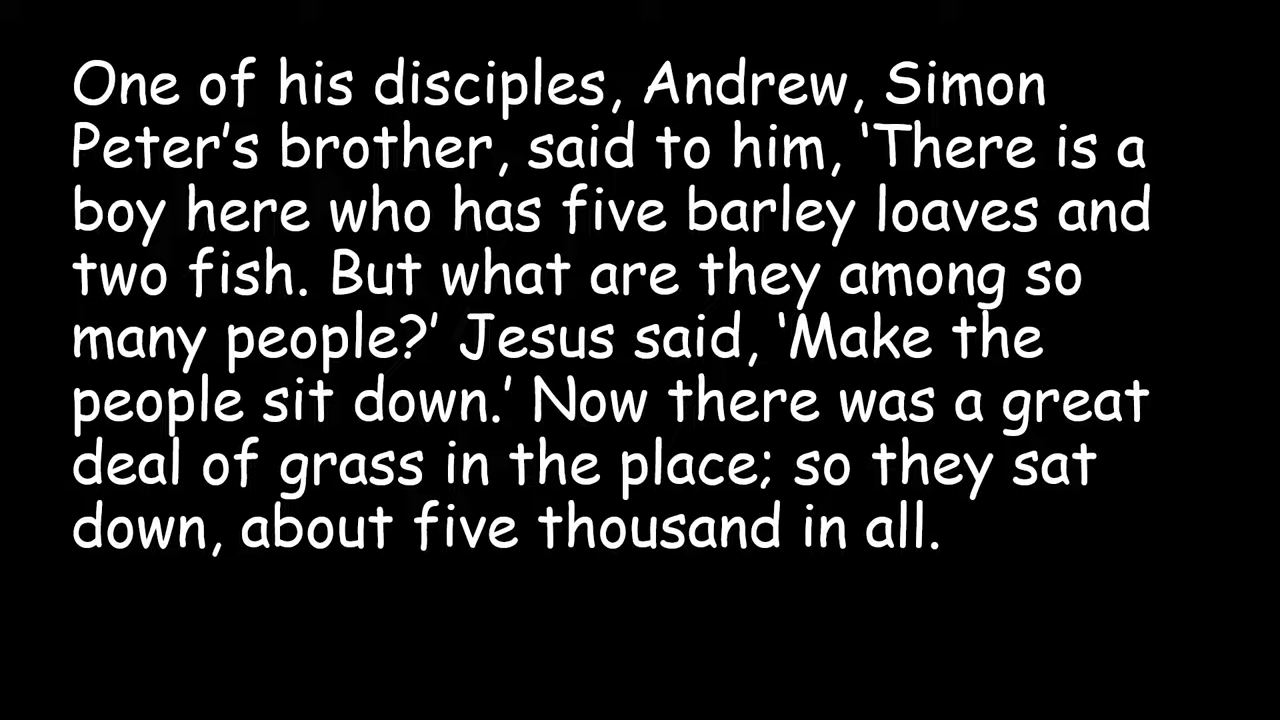 One of his disciples, Andrew, Simon
Peter’s brother, said to him, ‘There is a
boy here who has five barley loaves and
two fish. But what are they among so
many people?’ Jesus said, ‘Make the
people sit down.’ Now there was a great
deal of grass in the place; so they sat
down, about five thousand in all.